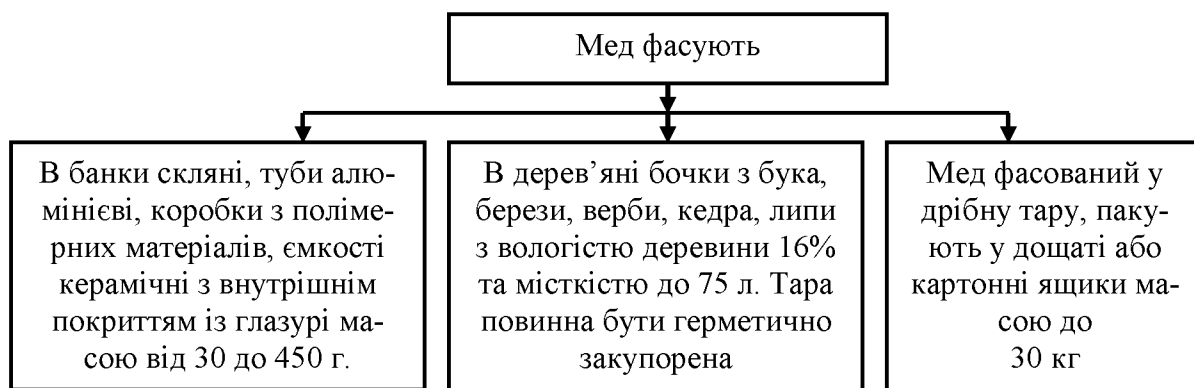 Мед фасують
В банки скляні, туби алю-
мінієві, коробки з поліме-
рних матеріалів, ємкості
керамічні з внутрішнім
покриттям із глазурі ма-
сою від 30 до 450 г.
В дерев’яні бочки з бука,
берези, верби, кедра, липи
з вологістю деревини 16%
та місткістю до 75 л. Тара
повинна бути герметично
закупорена
Мед фасований у
дрібну тару, паку-
ють у дощаті або
картонні ящики ма-
сою до
30 кг